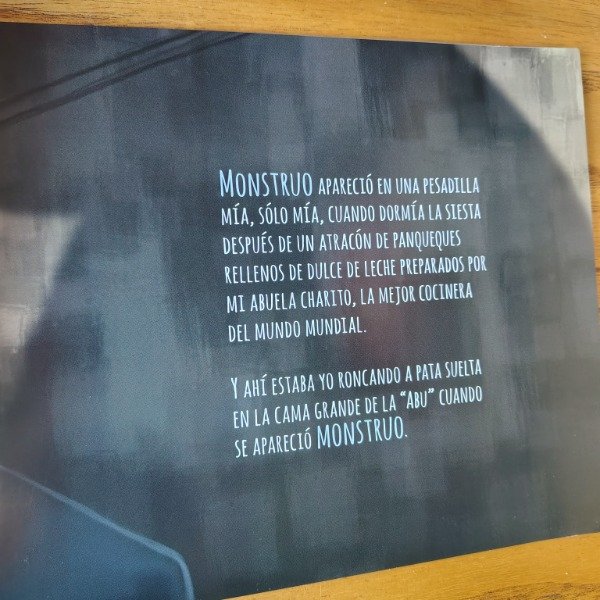 MONSTRUO APARECIÓ EN UNA PESADILLA
MÍA, SÓLO MÍA, CUANDO DORMÍA LA SIESTA
DESPUÉS DE UN ATRACÓN DE PANQUEQUES
RELLENOS DE DULCE DE LECHE PREPARADOS POR
MI ABUELA CHARITO, LA MEJOR COCINERA
DEL MUNDO MUNDIAL.
Y AHÍ ESTABA YO RONCANDO A PATA SUELTA
EN LA CAMA GRANDE DE LA “ABU” CUANDO
SE APARECIÓ MONSTRUO.